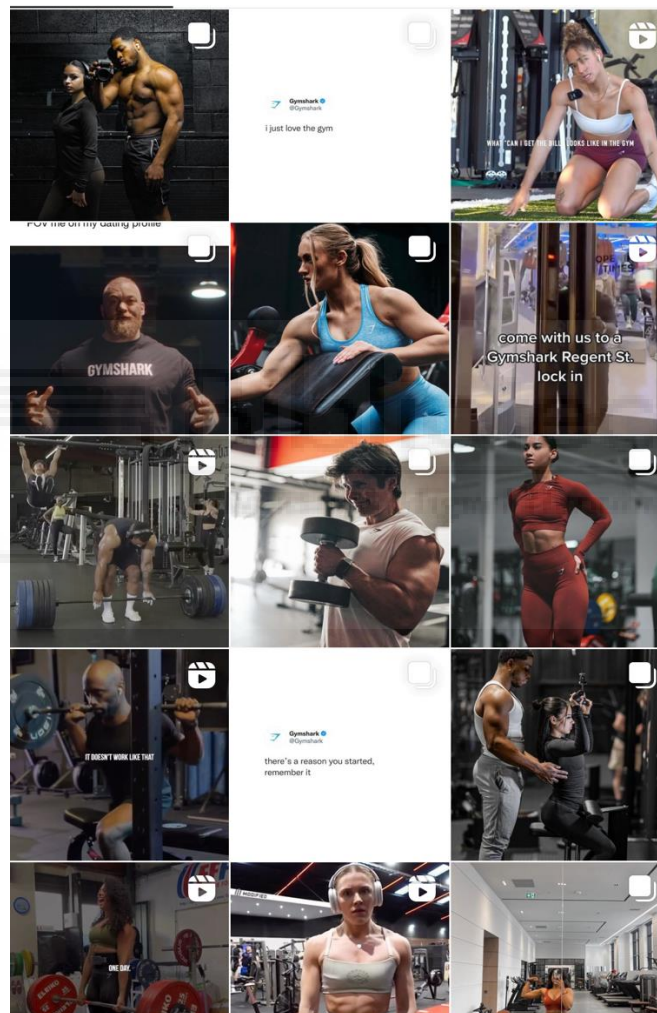 Gymshark
@Gymshark
i just love the gym
WHAT "CAN I GET THE BILL" LOOKS LIKE IN THE GYM
POV me on my dating profile
GYMSHARK
come with us to a
Gymshark Regent St.
lock in
IT DOESN'T WORK LIKE THAT
Gymshark
@Gymshark
there's a reason you started,
remember it
ONE DAY.
ELEIKO